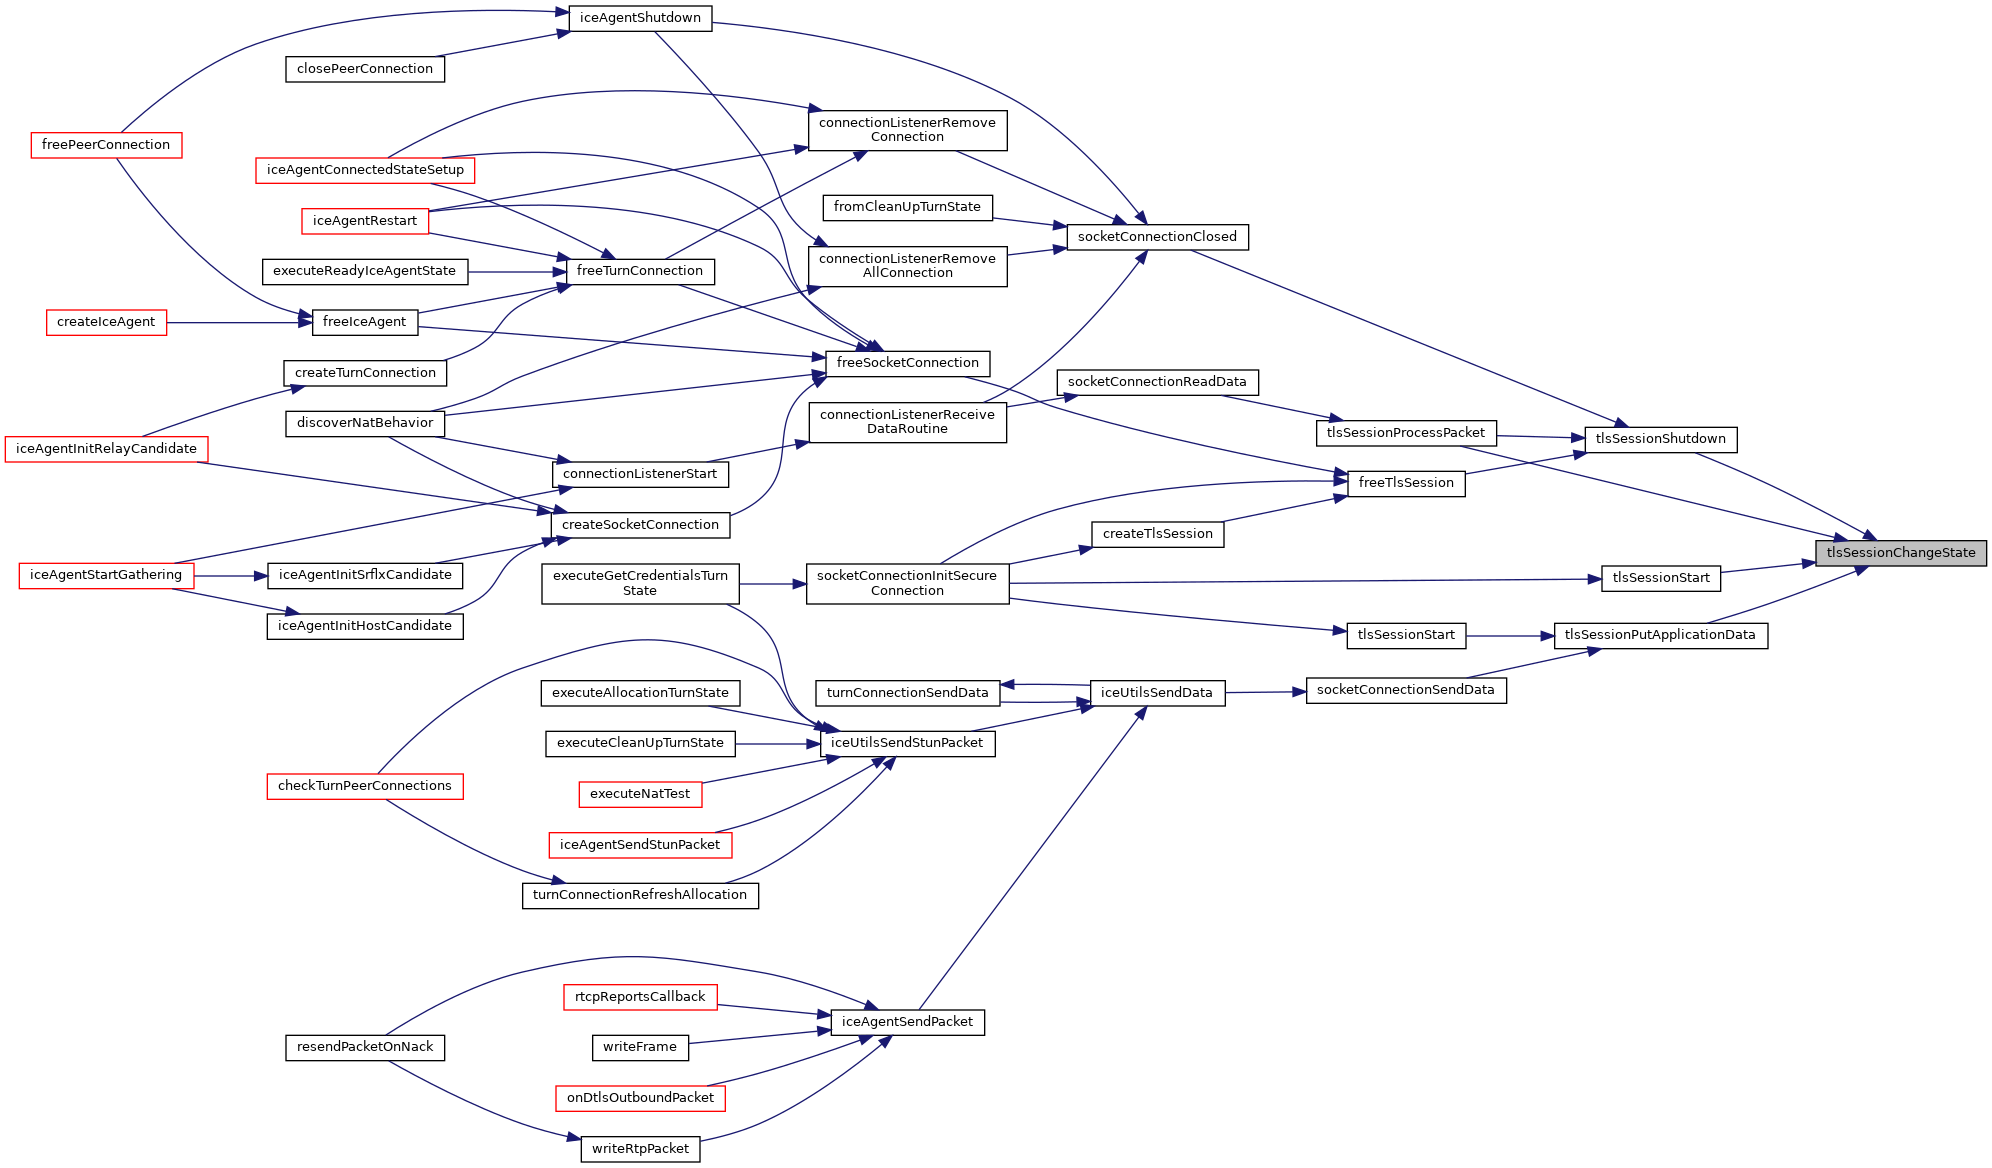 iceAgentShutdown
closePeerConnection
connectionListenerRemove
Connection
freePeerConnection
iceAgentConnectedStateSetup
fromCleanUpTurnState
iceAgentRestart
socketConnectionClosed
connectionListenerRemove
AllConnection
executeReadyIceAgentState
freeTurnConnection
createIceAgent
freeIceAgent
freeSocketConnection
createTurnConnection
socketConnectionReadData
connectionListenerReceive
DataRoutine
discoverNatBehavior
tlsSessionProcessPacket
tlsSessionShutdown
iceAgentInitRelayCandidate
connectionListenerStart
freeTlsSession
createSocketConnection
createTlsSession
tlsSessionChangeState
iceAgentStartGathering
iceAgentInitSrflxCandidate
executeGetCredentialsTurn
State
socketConnectionInitSecure
Connection
tlsSessionStart
iceAgentInitHostCandidate
tlsSessionStart
tlsSessionPutApplicationData
executeAllocationTurnState
turnConnectionSendData
iceUtilsSendData
socketConnectionSendData
executeCleanUpTurnState
iceUtilsSendStunPacket
checkTurnPeerConnections
executeNatTest
iceAgentSendStunPacket
turnConnectionRefreshAllocation
rtcpReportsCallback
iceAgentSendPacket
resendPacketOnNack
writeFrame
onDtlsOutboundPacket
writeRtpPacket